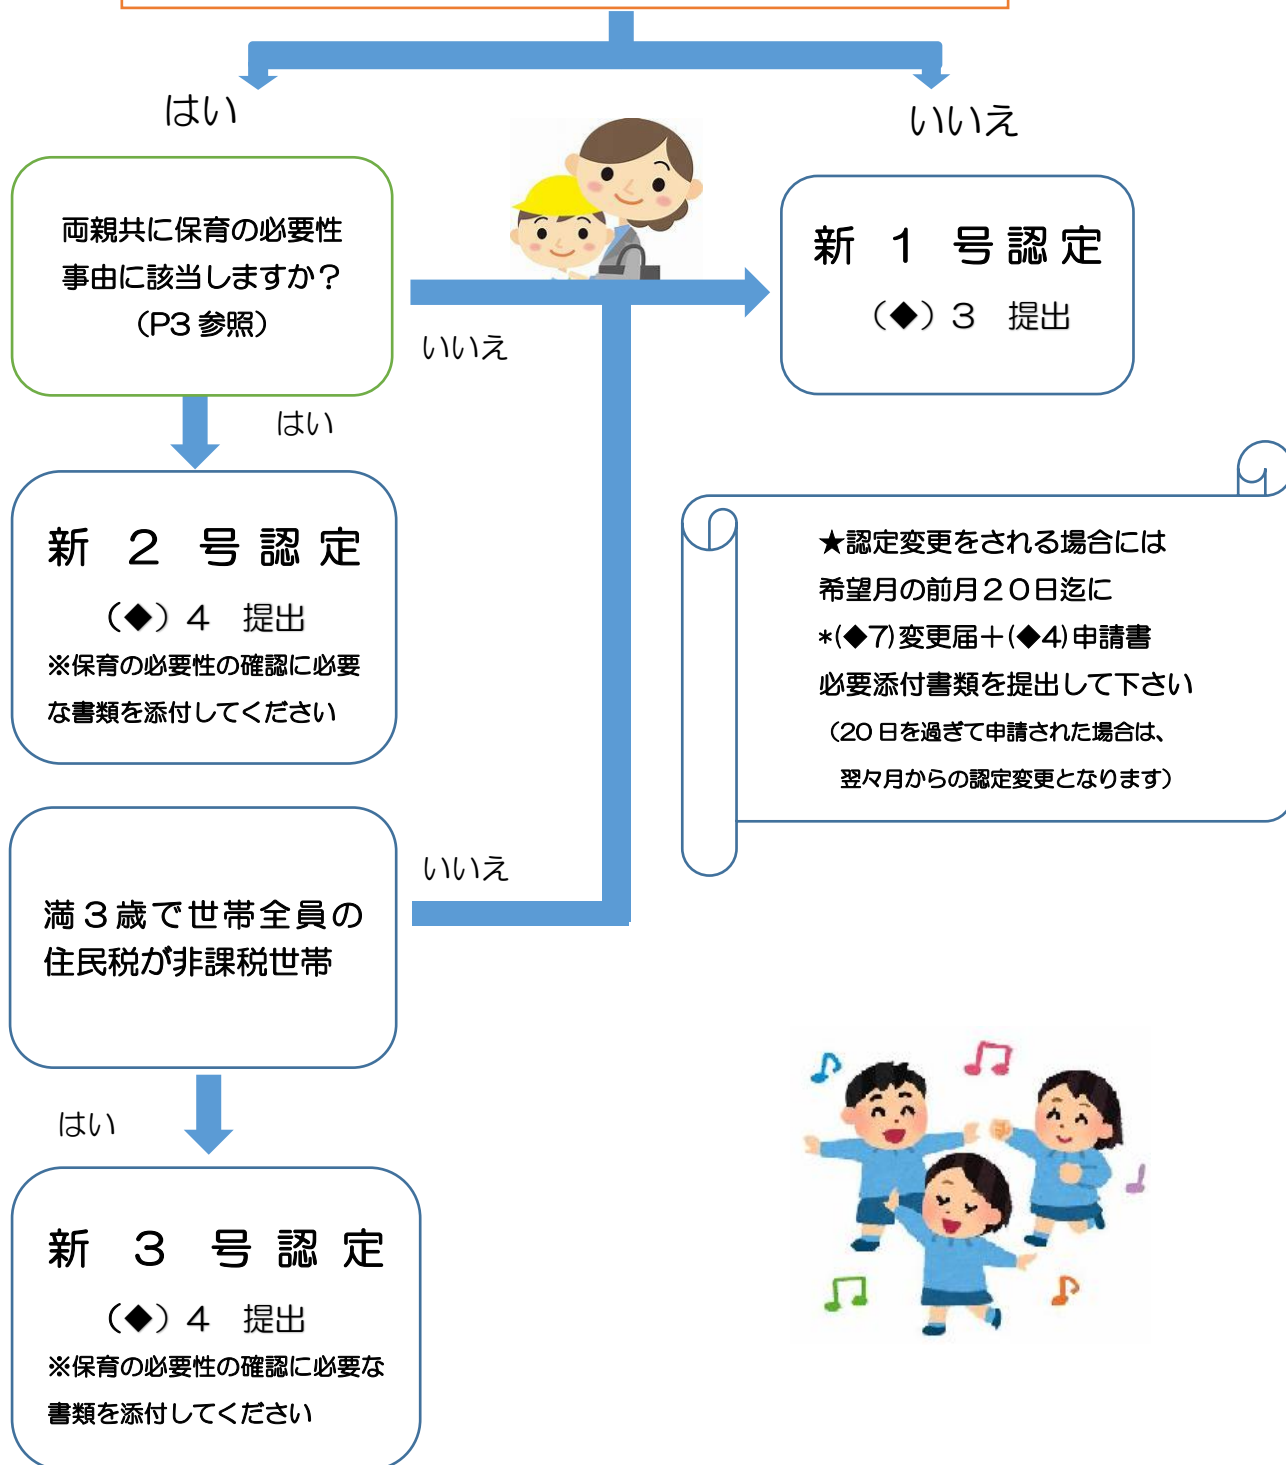 はい
いいえ
両親共に保育の必要性
事由に該当しますか？
（P3 参照）
いいえ
新 １ 号認定
（◆）３　提出
はい
新 ２ 号認定
（◆）４　提出
※保育の必要性の確認に必要
な書類を添付してください
★認定変更をされる場合には
希望月の前月２０日迄に
*(◆7)変更届＋(◆4)申請書
必要添付書類を提出して下さい
（20 日を過ぎて申請された場合は、
翌々月からの認定変更となります）
満３歳で世帯全員の
住民税が非課税世帯
いいえ
はい
新 ３ 号認定
（◆）４　提出
※保育の必要性の確認に必要な
書類を添付してください